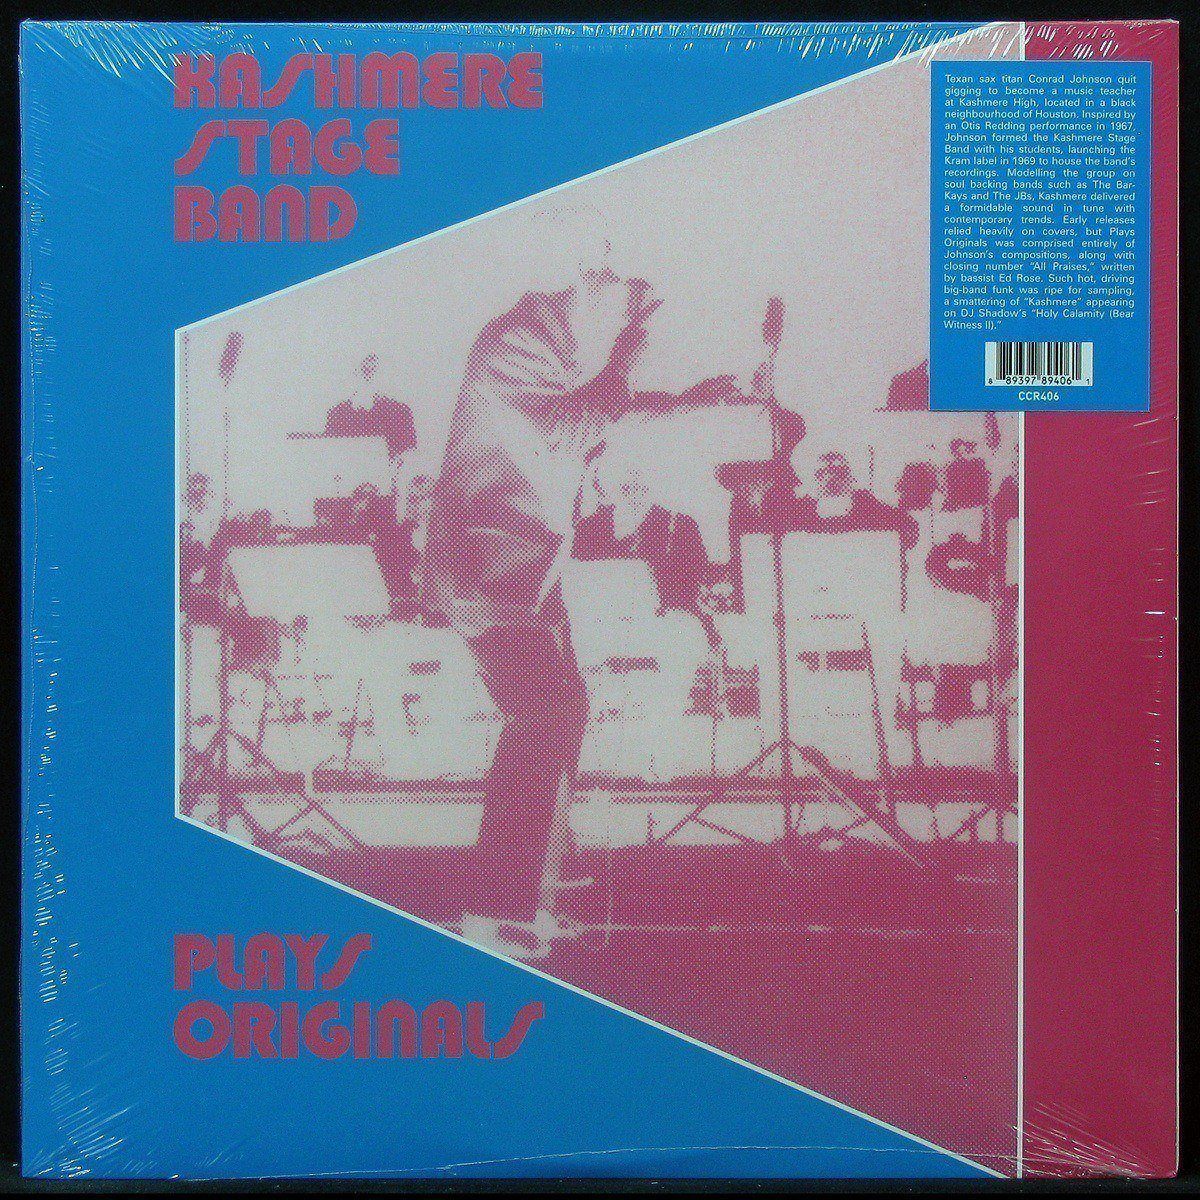 KASHMERE
STAGE
BAND
Texan sax titan Conrad Johnson quit
gigging to become a music teacher
at Kashmere High, located in a black
neighbourhood of Houston. Inspired by
an Otis Redding performance in 1967,
Johnson formed the Kashmere Stage
Band with his students, launching the
Kram label in 1969 to house the band's
recordings. Modelling the group on
soul backing bands such as The Bar-
Kays and The JBs, Kashmere delivered
a formidable sound in tune with
contemporary trends. Early releases
relied heavily on covers, but Plays
Originals was comprised entirely of
Johnson's compositions, along with
closing number "All Praises," written
by bassist Ed Rose. Such hot, driving
big-band funk was ripe for sampling,
a smattering of "Kashmere" appearing
on DJ Shadow's "Holy Calamity (Bear
Witness II)."
8 89397 89406 1
CCR406
PLAYS
ORIGINALS